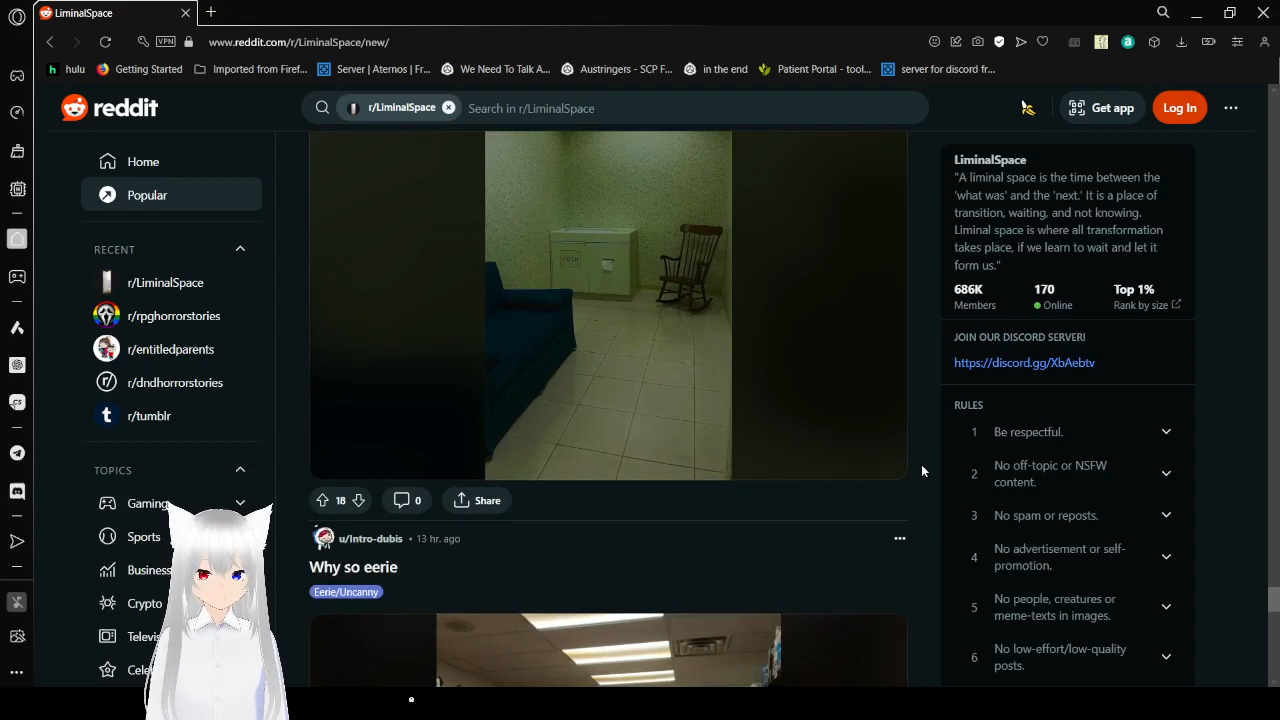 LiminalSpace
www.reddit.com/r/LiminalSpace/new/
VPN
hulu
Getting Started
Imported from Firef...
Server | Aternos | Fr...
We Need To Talk A...
Austringers - SCP F...
in the end
Patient Portal - tool...
server for discord fr...
reddit
r/LiminalSpace
Search in r/LiminalSpace
Get app
Log In
Home
Popular
RECENT
r/LiminalSpace
r/rpghorrorstories
r/entitledparents
r/dndhorrorstories
r/tumblr
TOPICS
Gaming
Sports
Business
Crypto
PUSH
18
0
Share
u/Intro-dubis • 13 hr. ago
Why so eerie
Eerie/Uncanny
LiminalSpace
"A liminal space is the time between the
'what was' and the 'next.' It is a place of
transition, waiting, and not knowing.
Liminal space is where all transformation
takes place, if we learn to wait and let it
form us."
686K
Members
170
Online
Top 1%
Rank by size
JOIN OUR DISCORD SERVER!
https://discord.gg/XbAebtv
RULES
1 Be respectful.
2 No off-topic or NSFW
content.
3 No spam or reposts.
4 No advertisement or self-
promotion.
5 No people, creatures or
meme-texts in images.
6 No low-effort/low-quality
posts.